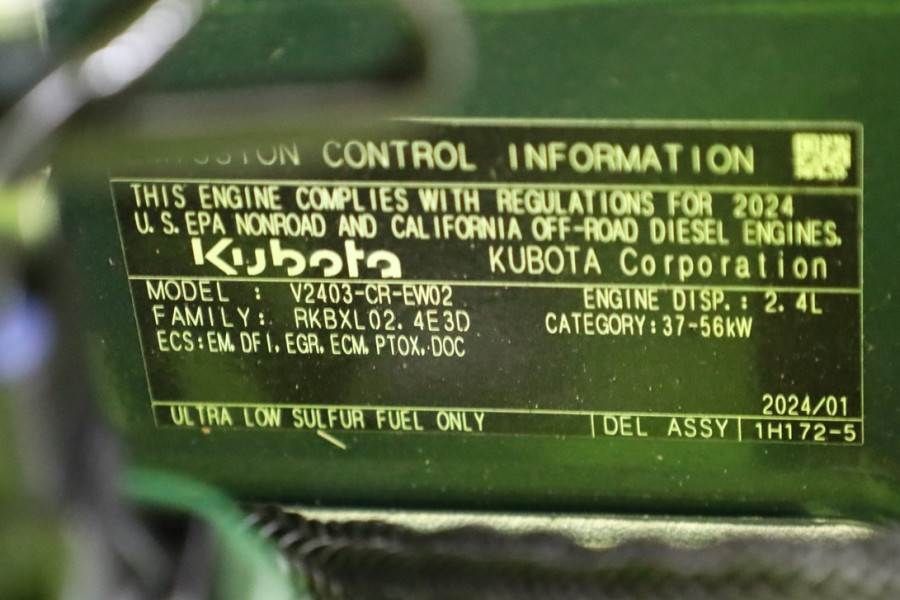 CONTROL INFORMATION
THIS ENGINE COMPLIES WITH REGULATIONS FOR 2024
U.S.EPA NONROAD AND CALIFORNIA OFF-ROAD DIESEL ENGINES.
Kubota KUBOTA Corporation
MODEL : V2403-CR-EW02 ENGINE DISP.: 2.4L
FAMILY: RKBXL02.4E3D CATEGORY:37-56kW
ECS:EM,DFI,EGR,ECM,PTOX,DOC
2024/01
ULTRA LOW SULFUR FUEL ONLY DEL ASSY 1H172-5